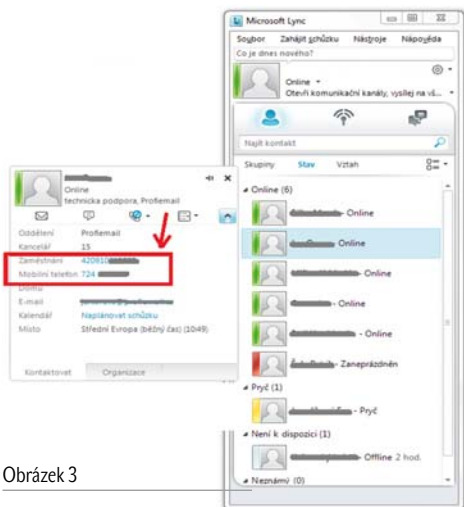 Microsoft Lync
Soubor Zahájit schůzku Nástroje Nápověda
Co je dnes nového?
Online
Otevři komunikační kanály, vysílej na vš...
Najít kontakt
Skupiny Stav Vztah
Online (6)
- Online
Online
- Online
- Online
- Online
- Zaneprázdněn
Pryč (1)
- Pryč
Není k dispozici (1)
- Offline 2 hod.
Neznámý (0)
Online
technicka podpora, Profiemail
Oddělení Profiemail
Kancelář 15
Zaměstnání 420910
Mobilní telefon 724
Domů
E-mail
Kalendář Naplánovat schůzku
Místo Střední Evropa (běžný čas) (10:49)
Kontaktovat Organizace
Obrázek 3